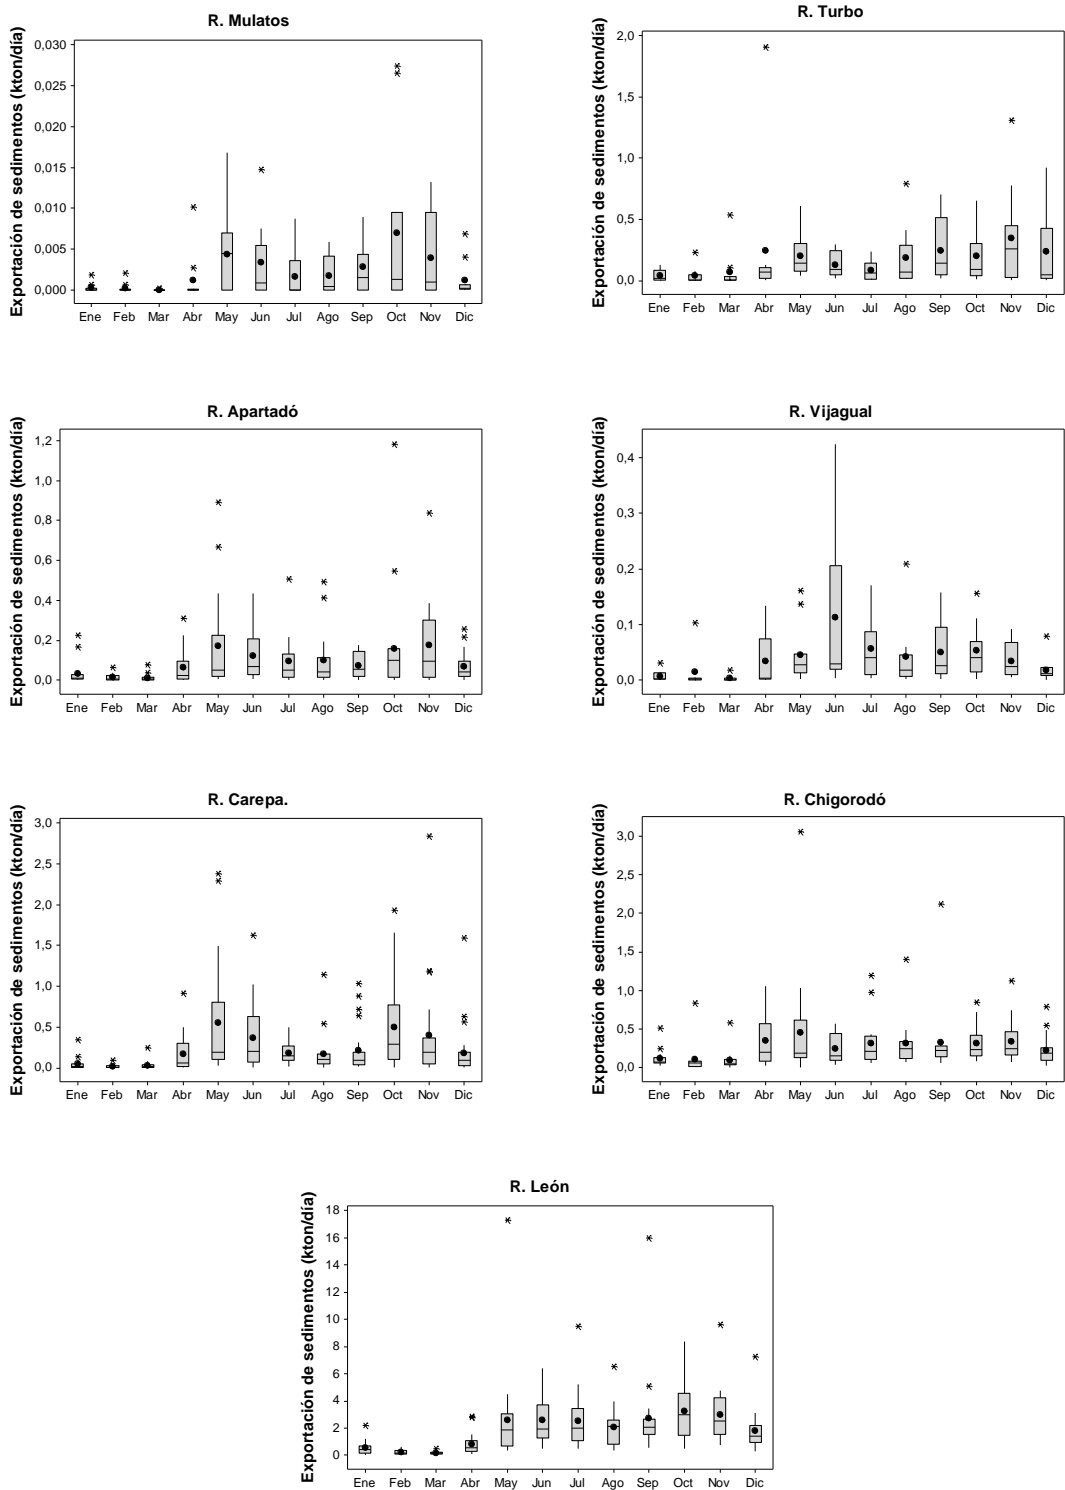 R. Mulatos
Exportación de sedimentos (kton/día)
0,030
0,025
0,020
0,015
0,010
0,005
0,000
Ene Feb Mar Abr May Jun Jul Ago Sep Oct Nov Dic
R. Turbo
Exportación de sedimentos (kton/día)
2,0
1,5
1,0
0,5
0,0
Ene Feb Mar Abr May Jun Jul Ago Sep Oct Nov Dic
R. Apartadó
Exportación de sedimentos (kton/día)
1,2
1,0
0,8
0,6
0,4
0,2
0,0
Ene Feb Mar Abr May Jun Jul Ago Sep Oct Nov Dic
R. Vijagual
Exportación de sedimentos (kton/día)
0,4
0,3
0,2
0,1
0,0
Ene Feb Mar Abr May Jun Jul Ago Sep Oct Nov Dic
R. Carepa.
Exportación de sedimentos (kton/día)
3,0
2,5
2,0
1,5
1,0
0,5
0,0
Ene Feb Mar Abr May Jun Jul Ago Sep Oct Nov Dic
R. Chigorodó
Exportación de sedimentos (kton/día)
3,0
2,5
2,0
1,5
1,0
0,5
0,0
Ene Feb Mar Abr May Jun Jul Ago Sep Oct Nov Dic
R. León
Exportación de sedimentos (kton/día)
18
16
14
12
10
8
6
4
2
0
Ene Feb Mar Abr May Jun Jul Ago Sep Oct Nov Dic